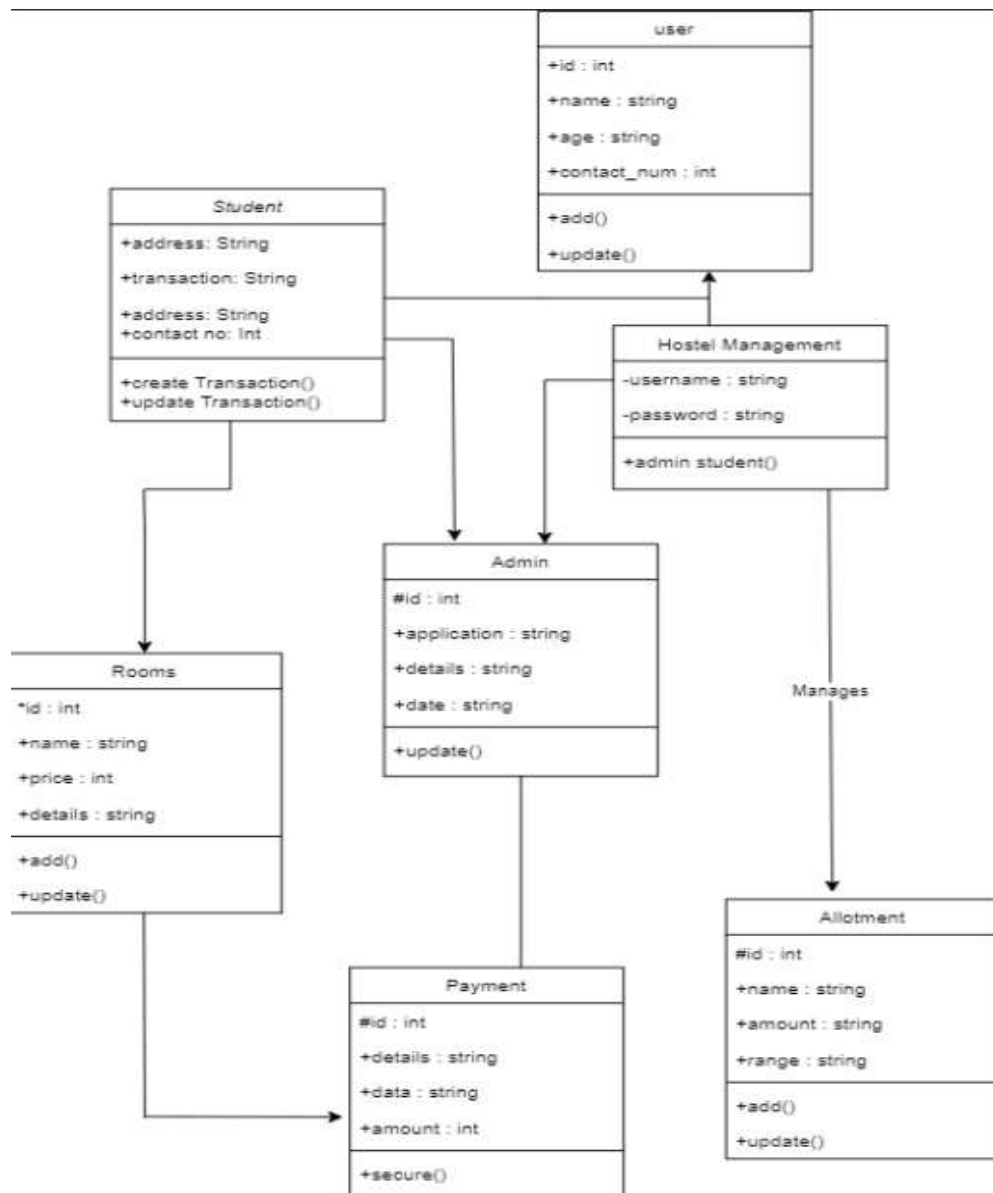 user
+id : int
+name : string
+age : string
+contact_num : int
+add()
+update()
Student
+address: String
+transaction: String
+address: String
+contact no: Int
+create Transaction()
+update Transaction()
Hostel Management
-username : string
-password : string
+admin student()
Admin
#id : int
+application : string
+details : string
+date : string
+update()
Rooms
*id : int
+name : string
+price : int
+details : string
+add()
+update()
Manages
Allotment
#id : int
+name : string
+amount : string
+range : string
+add()
+update()
Payment
#id : int
+details : string
+data : string
+amount : int
+secure()